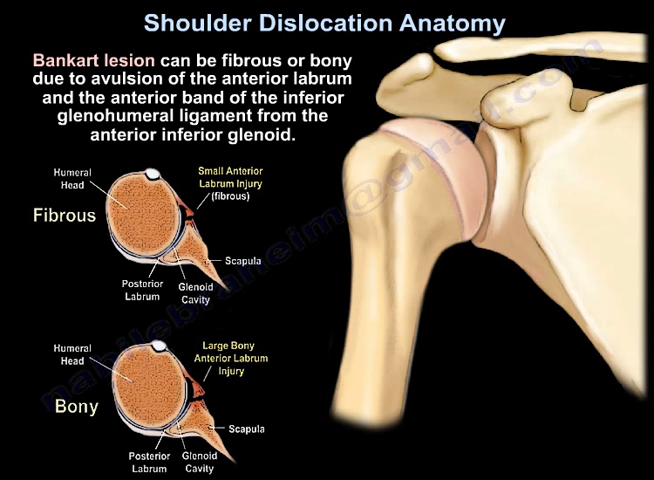 Shoulder Dislocation Anatomy
Bankart lesion can be fibrous or bony
due to avulsion of the anterior labrum
and the anterior band of the inferior
glenohumeral ligament from the
anterior inferior glenoid.
Humeral
Head
Small Anterior
Labrum Injury
(fibrous)
Fibrous
Scapula
Posterior
Labrum
Glenoid
Cavity
Humeral
Head
Large Bony
Anterior Labrum
Injury
Bony
Scapula
Posterior
Labrum
Glenoid
Cavity
nabilebraheim@gmail.com